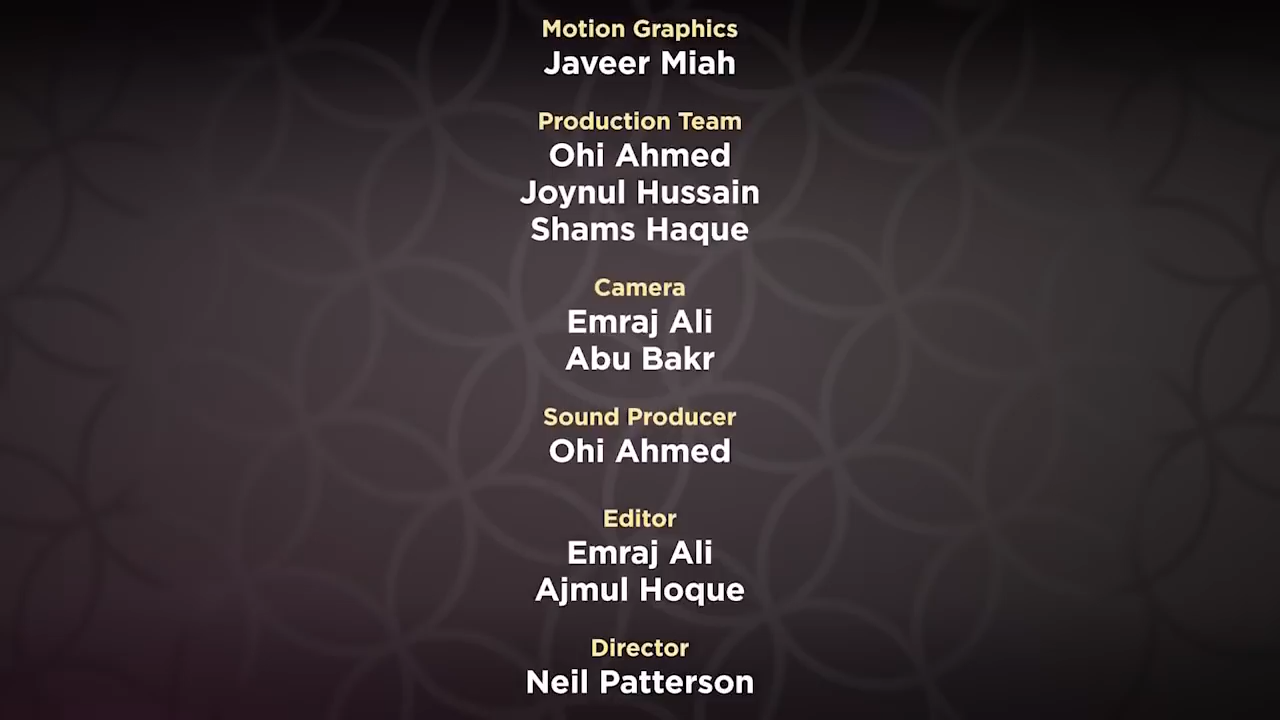 Motion Graphics
Javeer Miah
Production Team
Ohi Ahmed
Joynul Hussain
Shams Haque
Camera
Emraj Ali
Abu Bakr
Sound Producer
Ohi Ahmed
Editor
Emraj Ali
Ajmul Hoque
Director
Neil Patterson